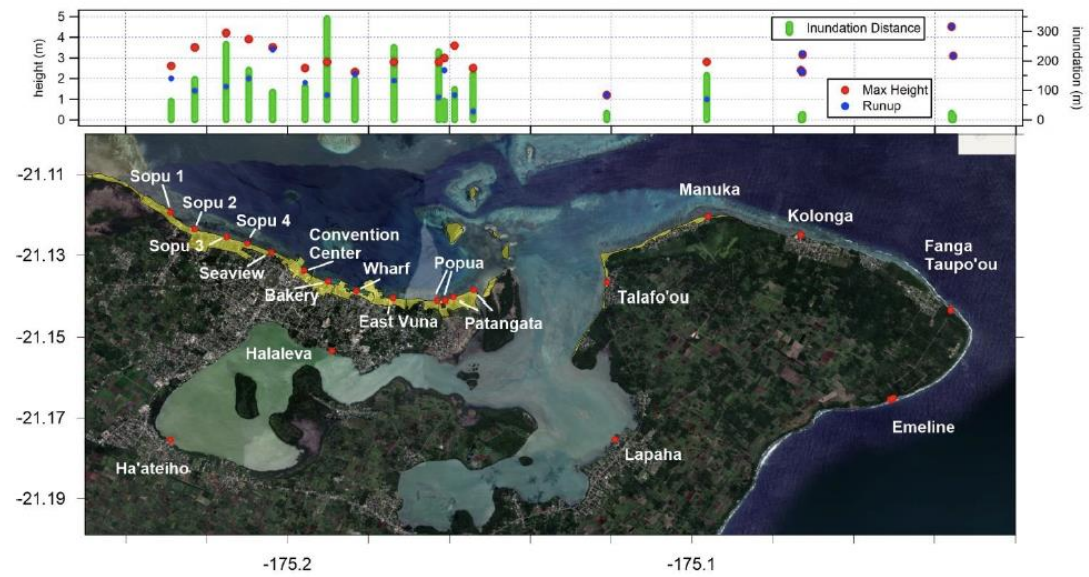 5
4
3
2
1
0
height (m)
300
200
100
0
inundation (m)
Inundation Distance
Max Height
Runup
-21.11
-21.13
-21.15
-21.17
-21.19
Sopu 1
Sopu 2
Sopu 3
Sopu 4
Seaview
Convention
Center
Bakery
Wharf
East Vuna
Popua
Patangata
Halaleva
Ha'ateiho
Lapaha
Talafo'ou
Manuka
Kolonga
Fanga
Taupo'ou
Emeline
-175.2
-175.1